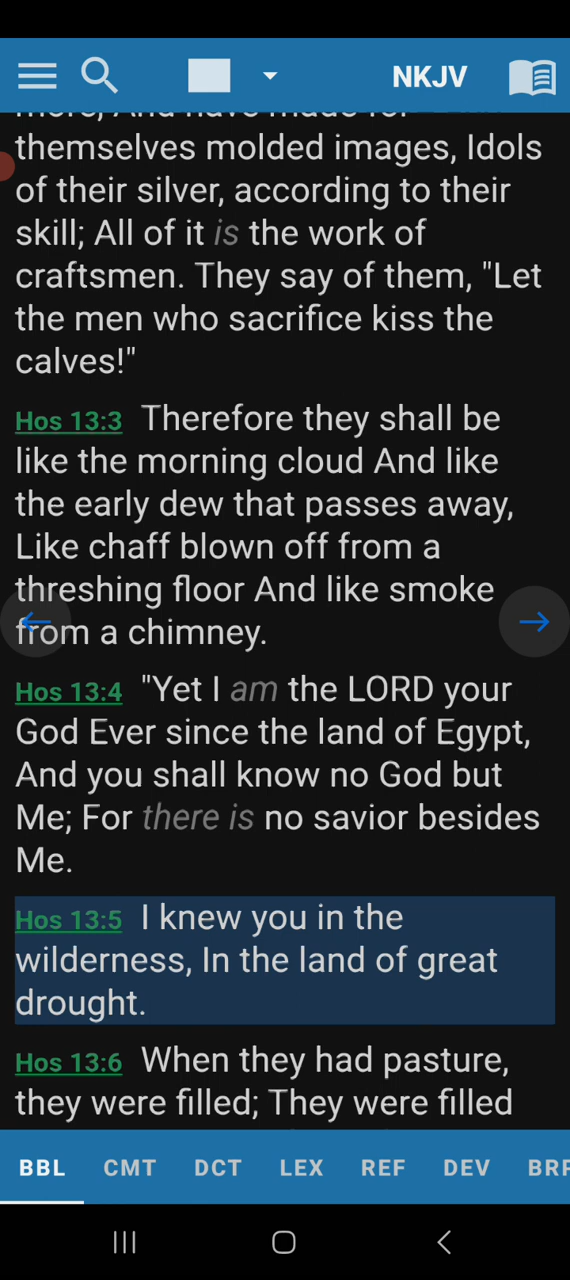 NKJV
themselves molded images, Idols
of their silver, according to their
skill; All of it is the work of
craftsmen. They say of them, "Let
the men who sacrifice kiss the
calves!"
Hos 13:3 Therefore they shall be
like the morning cloud And like
the early dew that passes away,
Like chaff blown off from a
threshing floor And like smoke
from a chimney.
Hos 13:4 "Yet I am the LORD your
God Ever since the land of Egypt,
And you shall know no God but
Me; For there is no savior besides
Me.
Hos 13:5 I knew you in the
wilderness, In the land of great
drought.
Hos 13:6 When they had pasture,
they were filled; They were filled
BBL CMT DCT LEX REF DEV